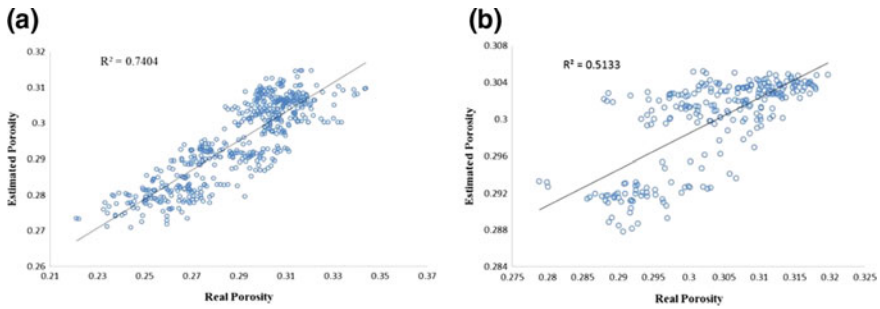 (a)
R² = 0.7404
Estimated Porosity
0.32
0.31
0.3
0.29
0.28
0.27
0.26
0.21 0.23 0.25 0.27 0.29 0.31 0.33 0.35 0.37
Real Porosity
(b)
R² = 0.5133
Estimated Porosity
0.308
0.304
0.3
0.296
0.292
0.288
0.284
0.275 0.28 0.285 0.29 0.295 0.3 0.305 0.31 0.315 0.32 0.325
Real Porosity